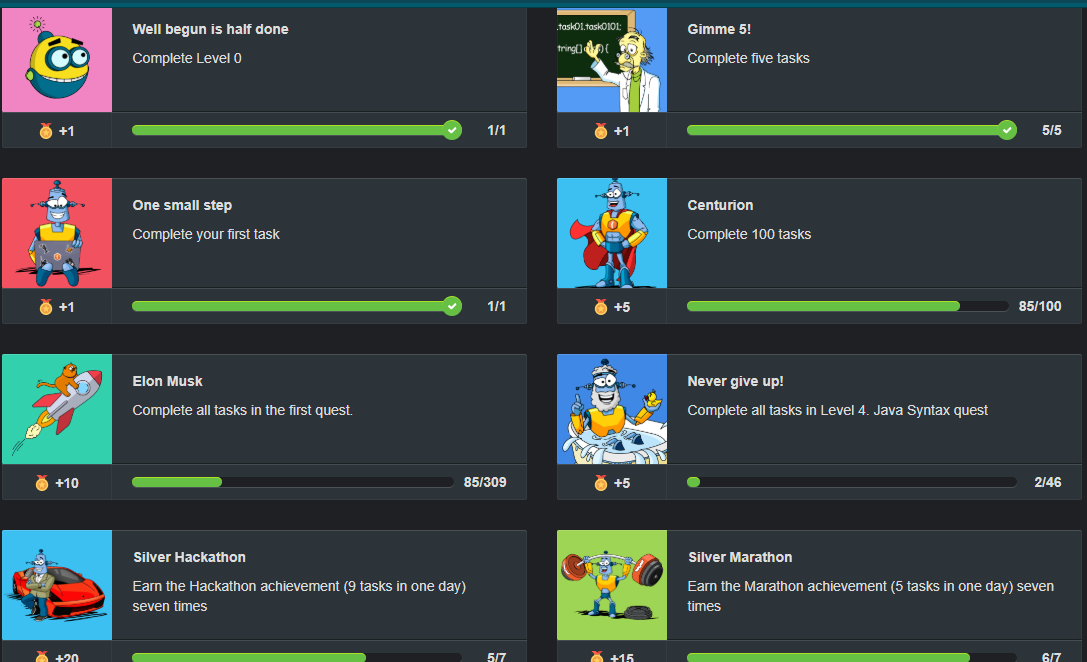 Well begun is half done
Complete Level 0
+1
1/1
.task01.task0101;
tring[] a
){
Gimme 5!
Complete five tasks
+1
5/5
One small step
Complete your first task
+1
1/1
Centurion
Complete 100 tasks
+5
85/100
Elon Musk
Complete all tasks in the first quest.
+10
85/309
Never give up!
Complete all tasks in Level 4. Java Syntax quest
+5
2/46
Silver Hackathon
Earn the Hackathon achievement (9 tasks in one day)
seven times
+20
5/7
Silver Marathon
Earn the Marathon achievement (5 tasks in one day) seven
times
+15
6/7